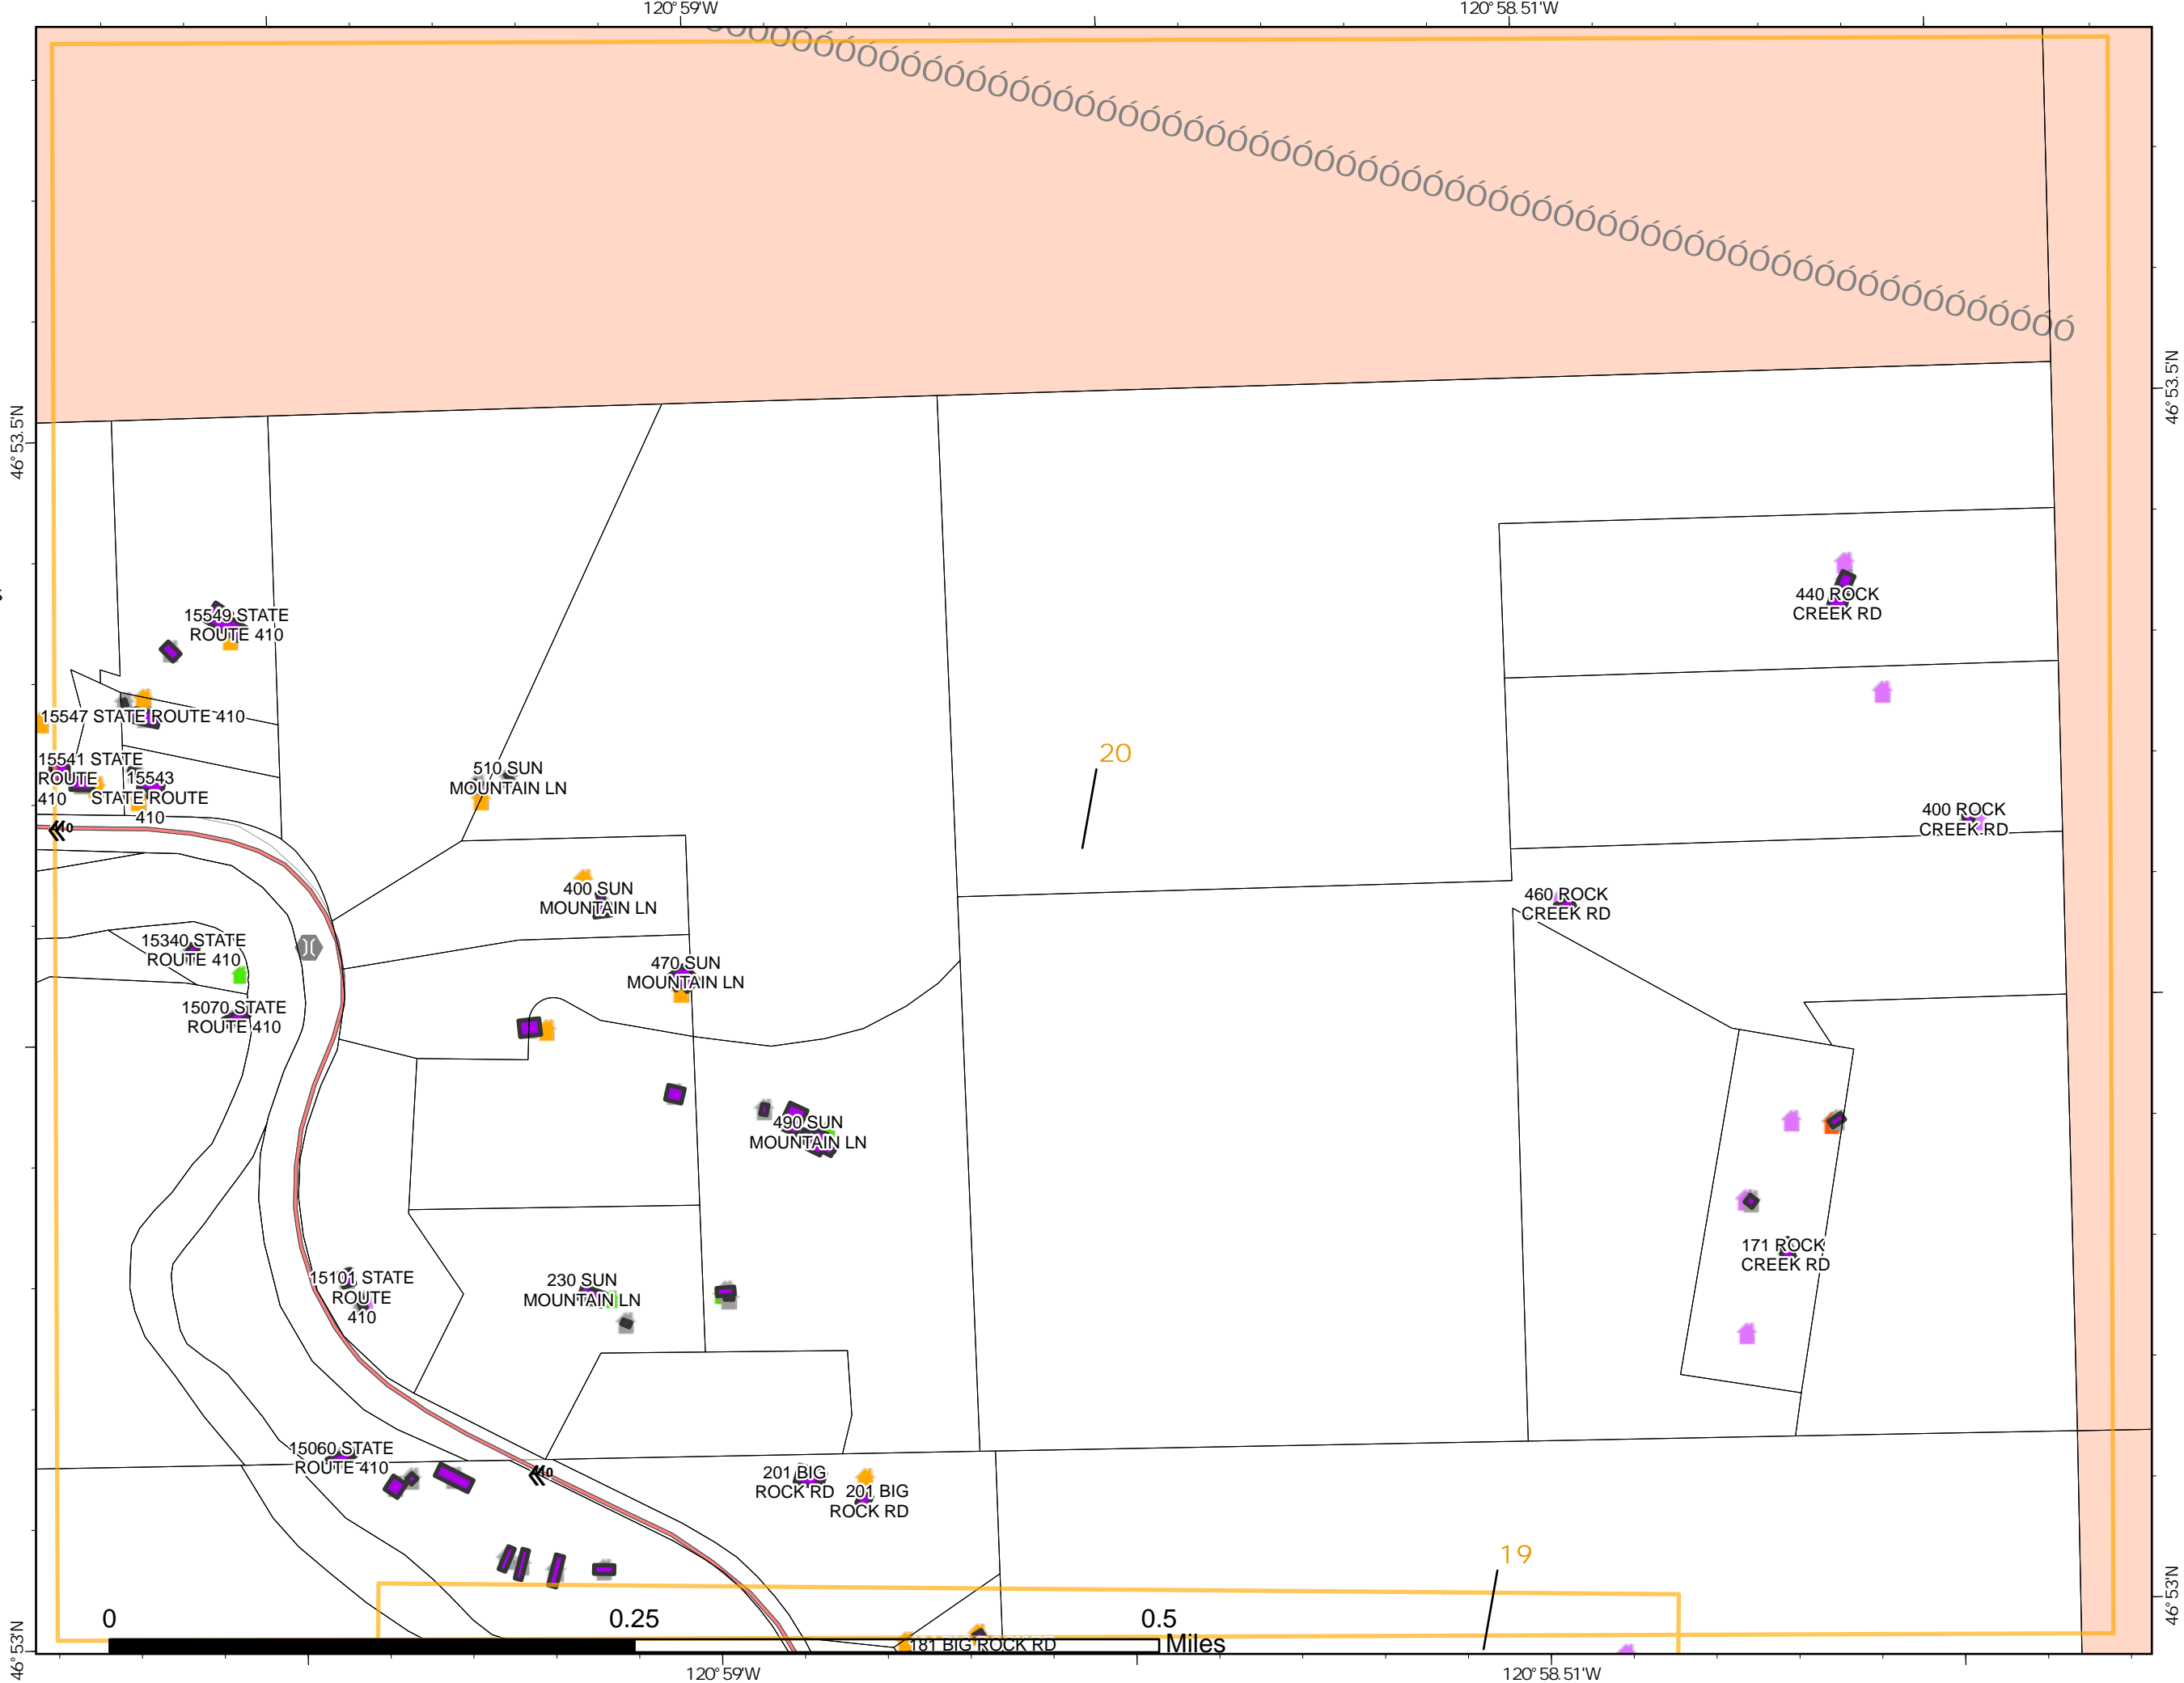 120°59'W
120°58.51'W
46°53.5'N
46°53.5'N
15549 STATE
ROUTE 410
15547 STATE ROUTE 410
15541 STATE
ROUTE
410
15543
STATE ROUTE
410
510 SUN
MOUNTAIN LN
20
440 ROCK
CREEK RD
400 ROCK
CREEK RD
400 SUN
MOUNTAIN LN
460 ROCK
CREEK RD
15340 STATE
ROUTE 410
470 SUN
MOUNTAIN LN
15070 STATE
ROUTE 410
490 SUN
MOUNTAIN LN
171 ROCK
CREEK RD
15101 STATE
ROUTE
410
230 SUN
MOUNTAIN LN
15060 STATE
ROUTE 410
201 BIG
ROCK RD
201 BIG
ROCK RD
19
0
0.25
0.5
Miles
181 BIG ROCK RD
46°53'N
46°53'N
120°59'W
120°58.51'W